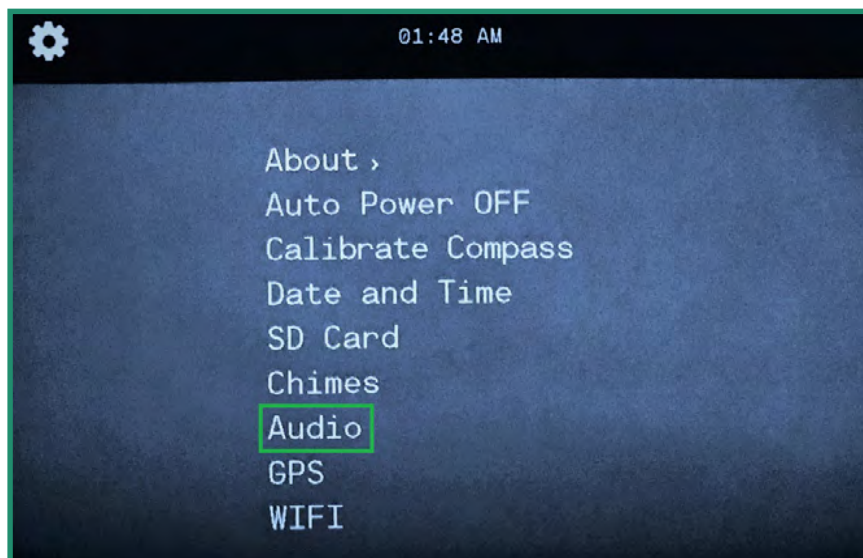 01:48 AM
About ›
Auto Power OFF
Calibrate Compass
Date and Time
SD Card
Chimes
Audio
GPS
WIFI